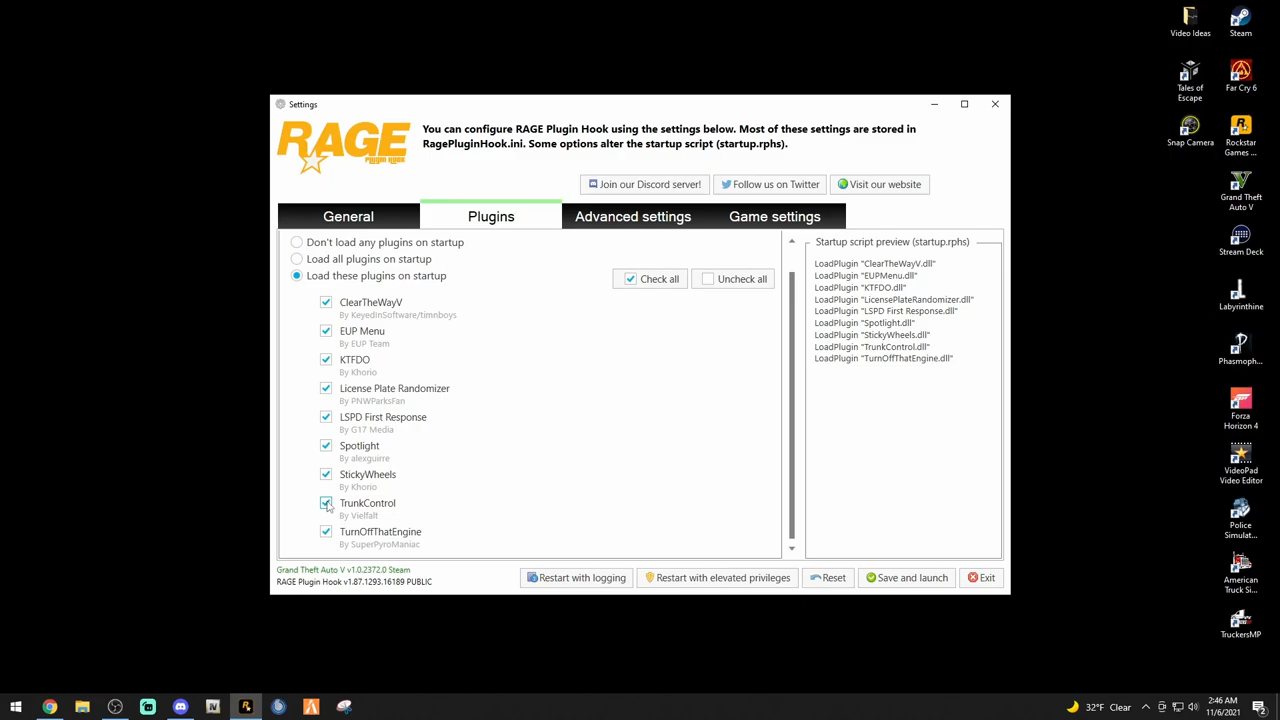 Settings
RAGE
PLUGIN HOOK
You can configure RAGE Plugin Hook using the settings below. Most of these settings are stored in
RagePluginHook.ini. Some options alter the startup script (startup.rphs).
Join our Discord server!
Follow us on Twitter
Visit our website
General
Plugins
Advanced settings
Game settings
Don't load any plugins on startup
Load all plugins on startup
Load these plugins on startup
Check all
Uncheck all
ClearTheWayV
By KeyedInSoftware/timnboys
EUP Menu
By EUP Team
KTFDO
By Khorio
License Plate Randomizer
By PNWParksFan
LSPD First Response
By G17 Media
Spotlight
By alexguirre
StickyWheels
By Khorio
TrunkControl
By Vielfalt
TurnOffThatEngine
By SuperPyroManiac
Startup script preview (startup.rphs)
LoadPlugin "ClearTheWayV.dll"
LoadPlugin "EUPMenu.dll"
LoadPlugin "KTFDO.dll"
LoadPlugin "LicensePlateRandomizer.dll"
LoadPlugin "LSPD First Response.dll"
LoadPlugin "Spotlight.dll"
LoadPlugin "StickyWheels.dll"
LoadPlugin "TrunkControl.dll"
LoadPlugin "TurnOffThatEngine.dll"
Grand Theft Auto V v1.0.2372.0 Steam
RAGE Plugin Hook v1.87.1293.16189 PUBLIC
Restart with logging
Restart with elevated privileges
Reset
Save and launch
Exit
Video Ideas
Steam
Tales of
Escape
Far Cry 6
Snap Camera
Rockstar
Games ...
Grand Theft
Auto V
Stream Deck
Labyrinthine
Phasmoph...
Forza
Horizon 4
VideoPad
Video Editor
Police
Simulat...
American
Truck Si...
TruckersMP
32°F Clear
2:46 AM
11/6/2021
2